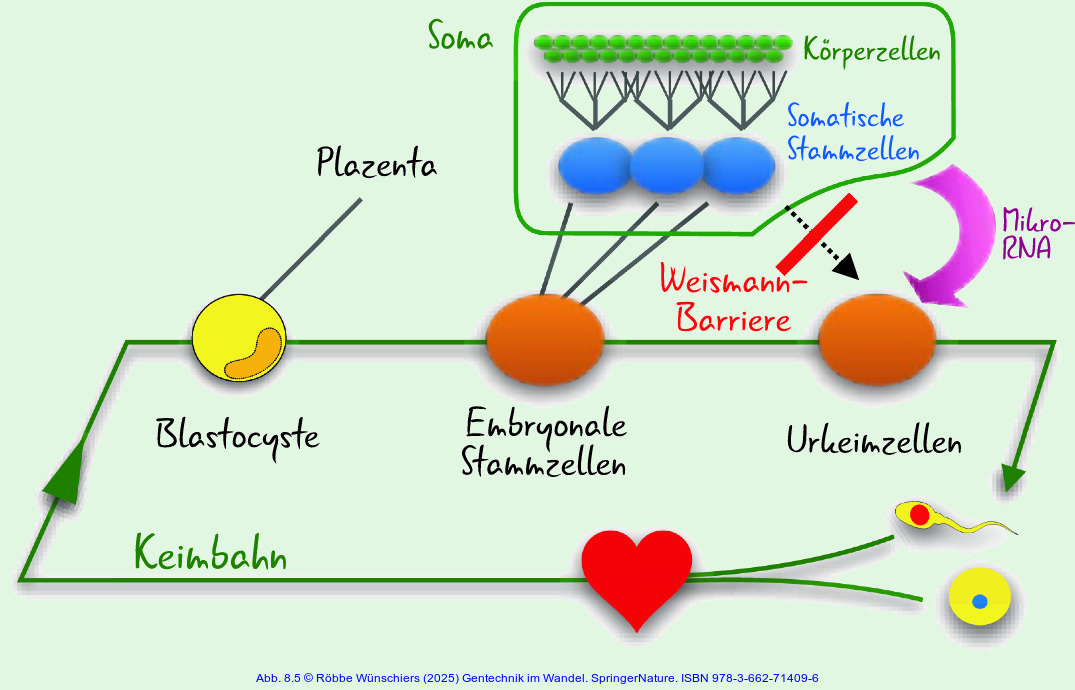 Soma
Körperzellen
Somatische
Stammzellen
Plazenta
Mikro-
RNA
Weismann-
Barriere
Blastocyste
Embryonale
Stammzellen
Urkeimzellen
Keimbahn
Abb. 8.5 © Röbbe Wünschiers (2025) Gentechnik im Wandel. SpringerNature. ISBN 978-3-662-71409-6